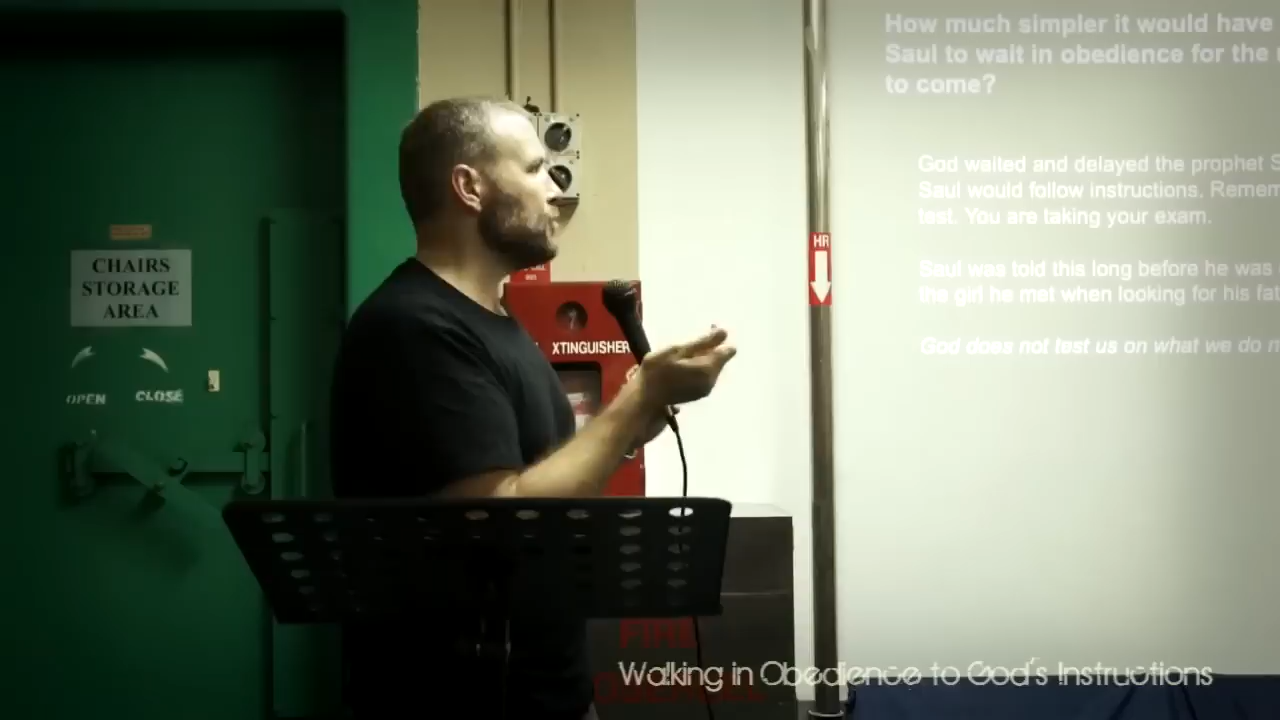 How much simpler it would have
Saul to wait in obedience for the
to come?
God waited and delayed the prophet S
Saul would follow instructions. Remem
test. You are taking your exam.
Saul was told this long before he was
the girl he met when looking for his fat
God does not test us on what we do n
CHAIRS
STORAGE
AREA
OPEN CLOSE
XTINGUISHER
HR
FIRE
Walking in Obedience to God's Instructions